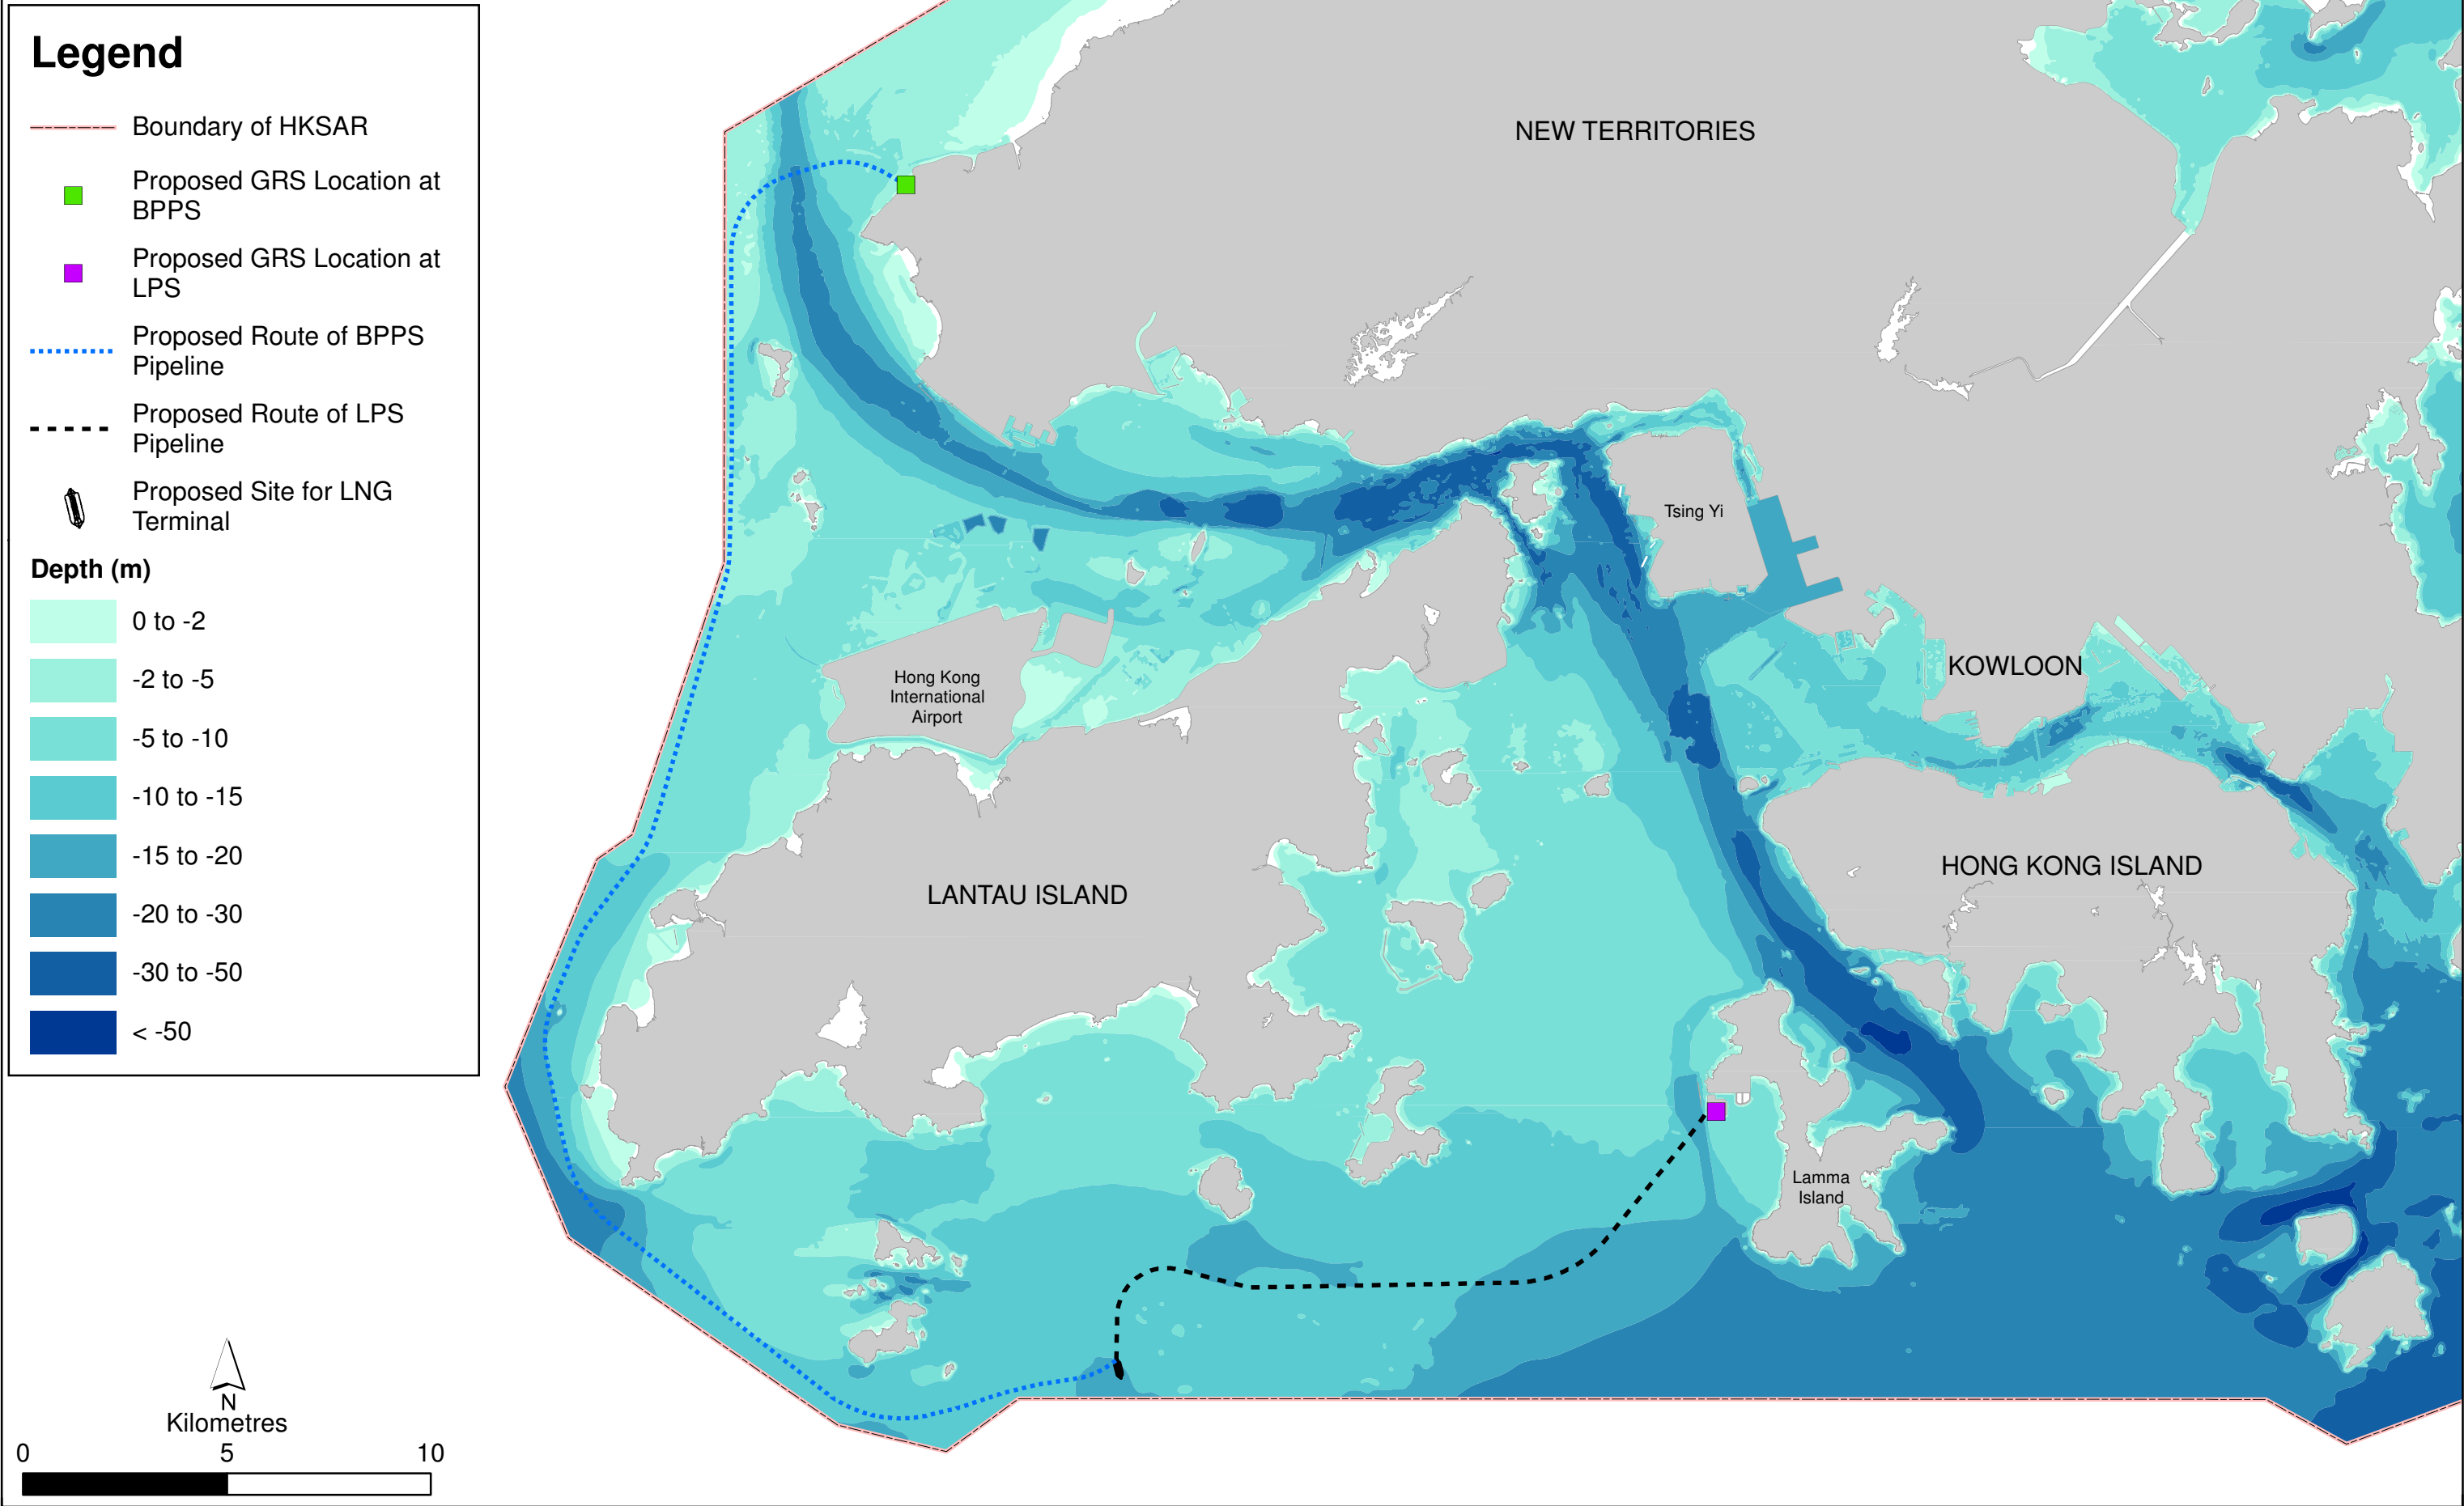 Legend
Boundary of HKSAR
Proposed GRS Location at
BPPS
Proposed GRS Location at
LPS
Proposed Route of BPPS
Pipeline
Proposed Route of LPS
Pipeline
Proposed Site for LNG
Terminal
Depth (m)
0 to -2
-2 to -5
-5 to -10
-10 to -15
-15 to -20
-20 to -30
-30 to -50
< -50
N
Kilometres
0 5 10
NEW TERRITORIES
Tsing Yi
KOWLOON
Hong Kong
International
Airport
HONG KONG ISLAND
LANTAU ISLAND
Lamma
Island